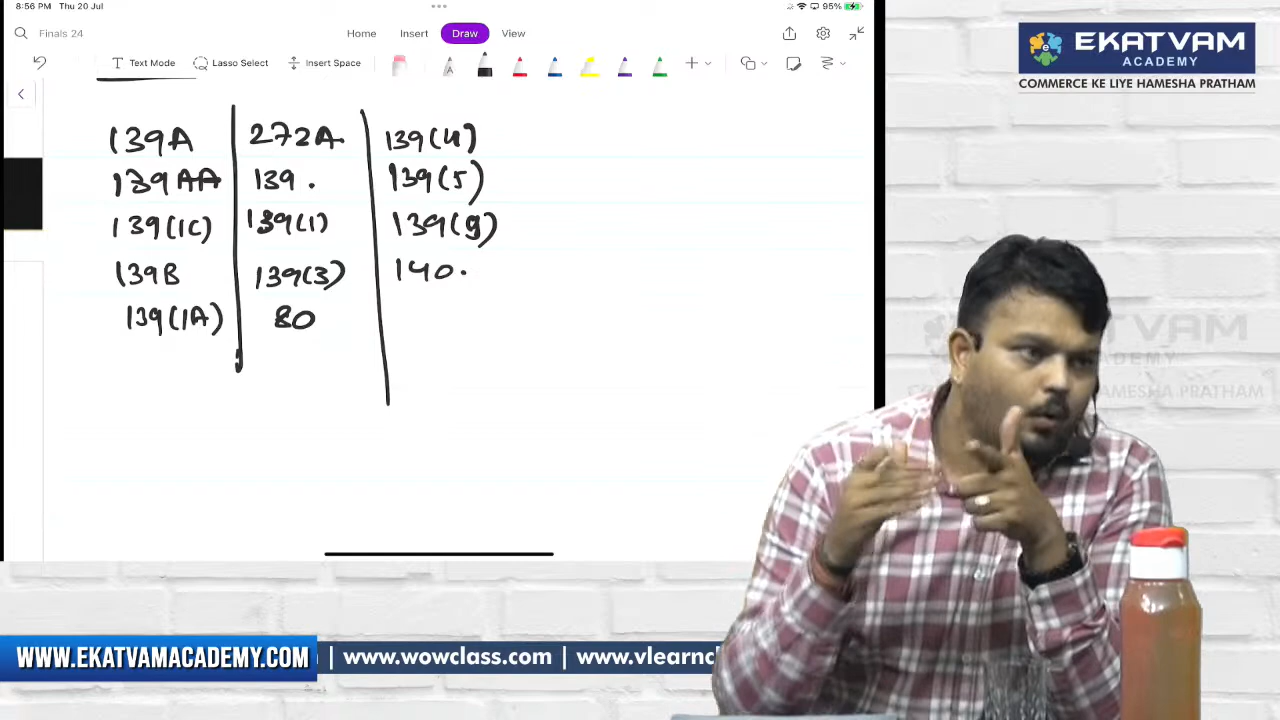 8:56 PM Thu 20 Jul
95%
Finals 24
Home Insert Draw View
Text Mode Lasso Select Insert Space
EKATVAM
ACADEMY
COMMERCE KE LIYE HAMESHA PRATHAM
139A 272A 139(4)
139AA 139. 139(5)
139(1C) 139(1) 139(9)
139B 139(3) 140.
139(1A) 80
WWW.EKATVAMACADEMY.COM | www.wowclass.com | www.vlearncl